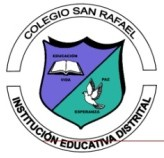 COLEGIO SAN RAFAEL
EDUCACIÓN
VIDA
PAZ
ESPERANZA
INSTITUCIÓN EDUCATIVA DISTRITAL